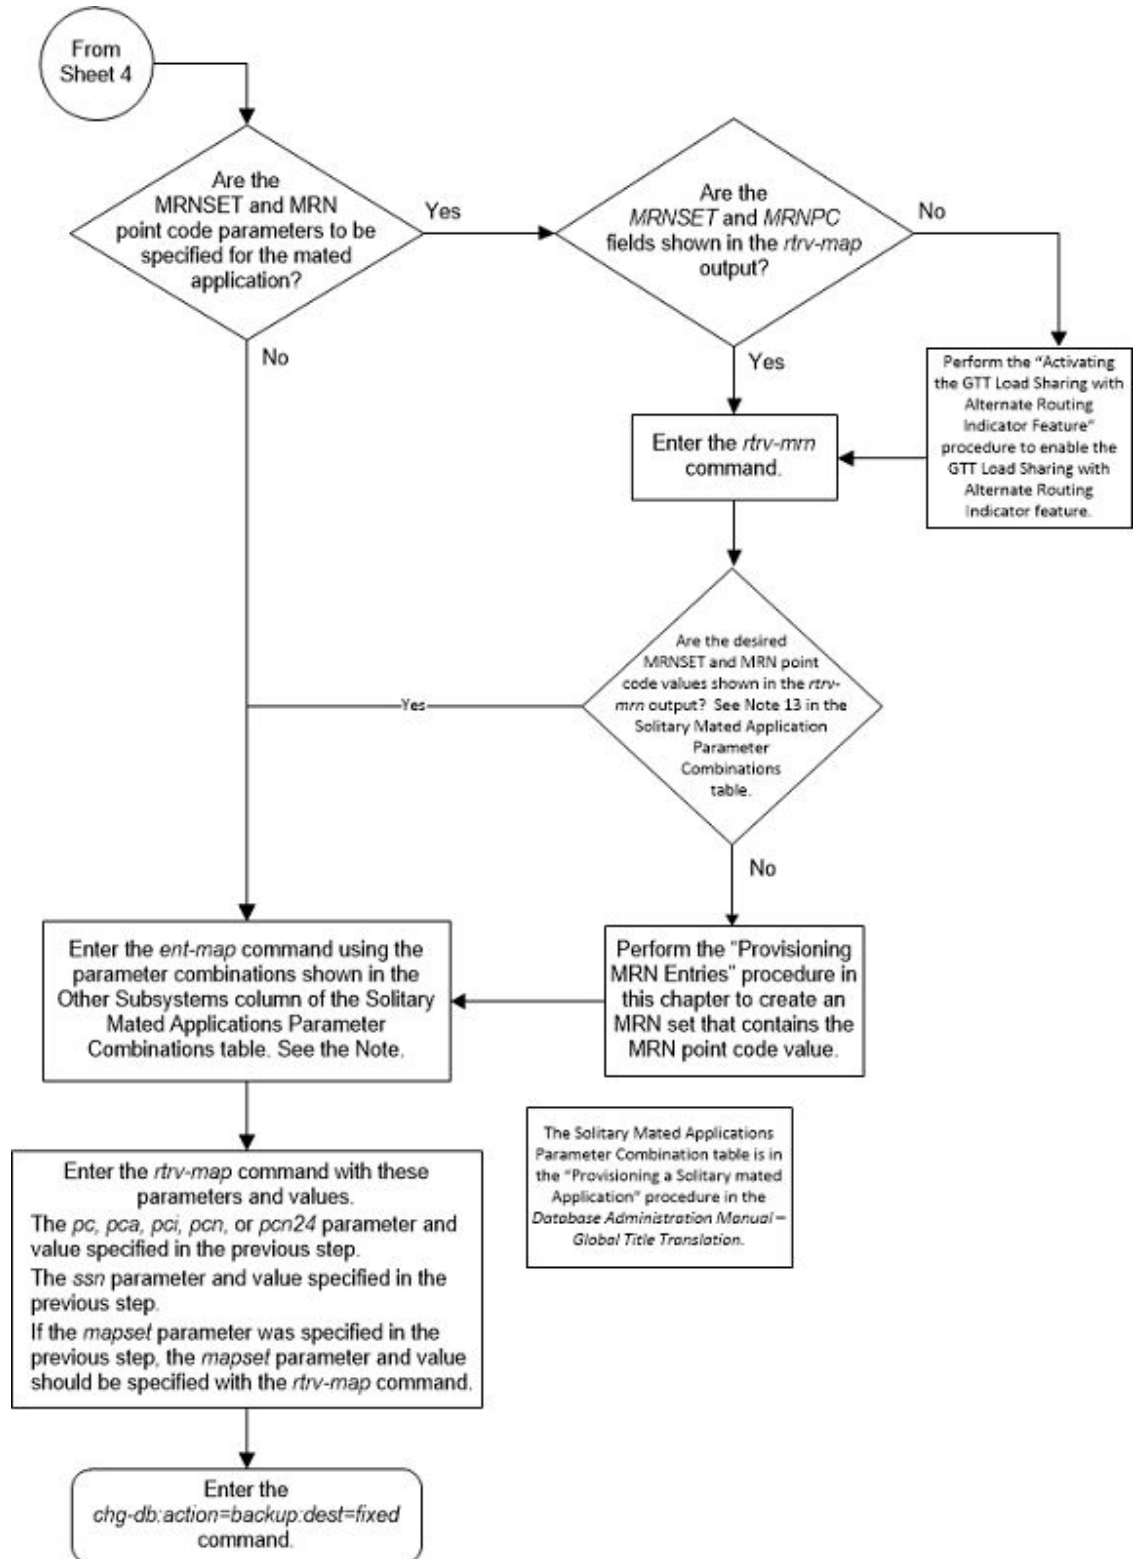 From
Sheet 4
Are the
MRNSET and MRN
point code parameters to be
specified for the mated
application?
Yes
Are the
MRNSET and MRNPC
fields shown in the rtrv-map
output?
No
No
Yes
Perform the “Activating
the GTT Load Sharing with
Alternate Routing
Indicator Feature”
procedure to enable the
GTT Load Sharing with
Alternate Routing
Indicator feature.
Enter the rtrv-mrn
command.
Are the desired
MRNSET and MRN point
code values shown in the rtrv-
mrn output? See Note 13 in the
Solitary Mated Application
Parameter
Combinations
table.
Yes
No
Enter the ent-map command using the
parameter combinations shown in the
Other Subsystems column of the Solitary
Mated Applications Parameter
Combinations table. See the Note.
Perform the “Provisioning
MRN Entries” procedure in
this chapter to create an
MRN set that contains the
MRN point code value.
The Solitary Mated Applications
Parameter Combination table is in
the “Provisioning a Solitary mated
Application” procedure in the
Database Administration Manual –
Global Title Translation.
Enter the rtrv-map command with these
parameters and values.
The pc, pca, pci, pcn, or pcn24 parameter and
value specified in the previous step.
The ssn parameter and value specified in the
previous step.
If the mapset parameter was specified in the
previous step, the mapset parameter and value
should be specified with the rtrv-map command.
Enter the
chg-db:action=backup:dest=fixed
command.